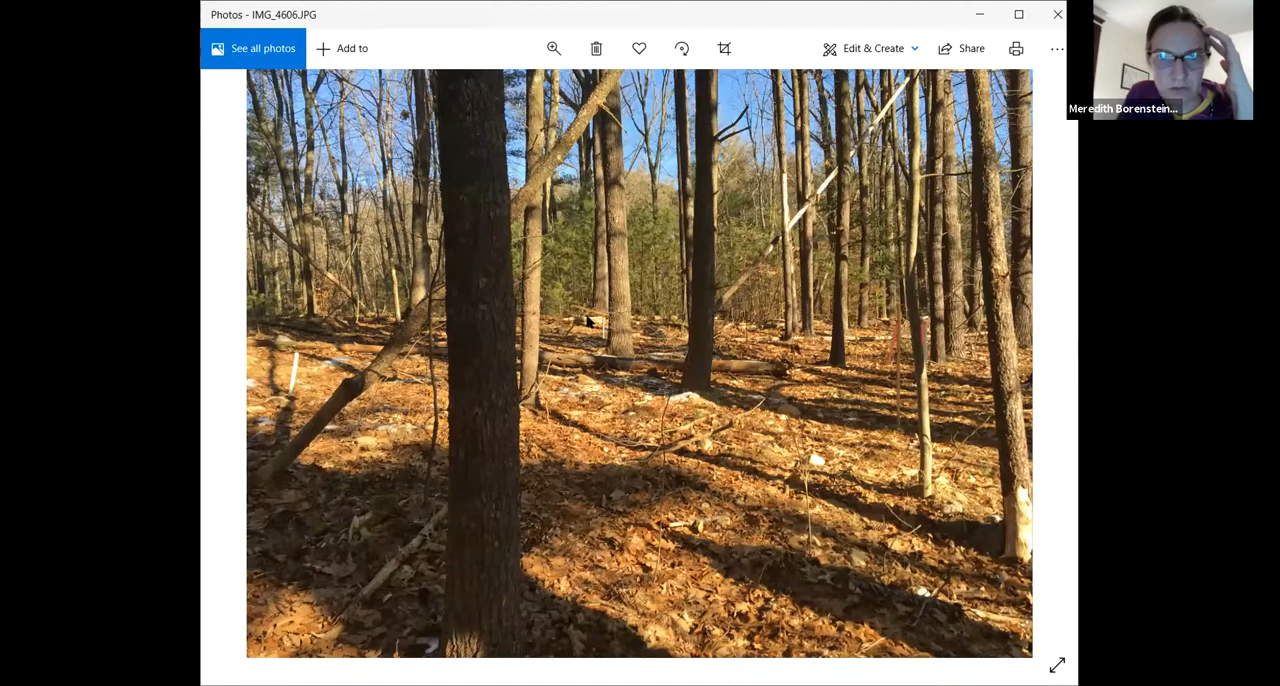 Photos - IMG_4606.JPG
See all photos
Add to
Edit & Create
Share
Meredith Borenstein...